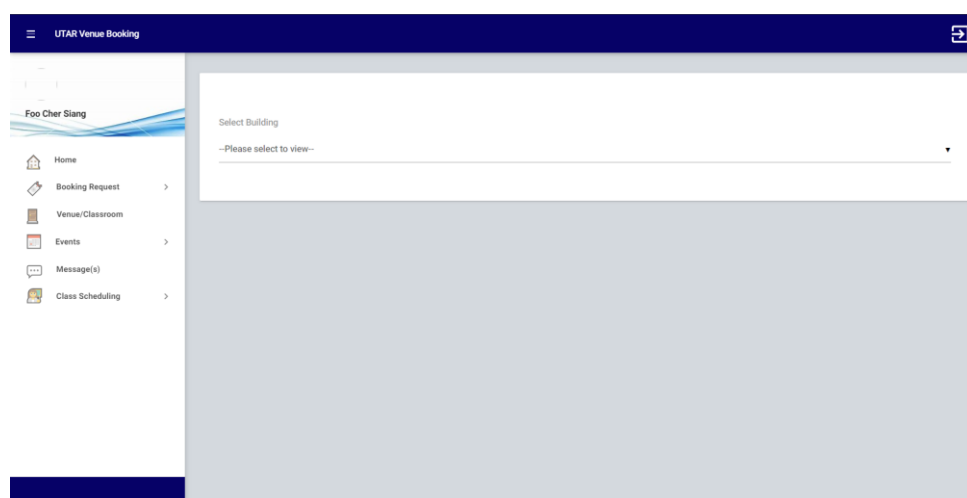 UTAR Venue Booking
Foo Cher Siang
Home
Booking Request
Venue/Classroom
Events
Message(s)
Class Scheduling
Select Building
--Please select to view--